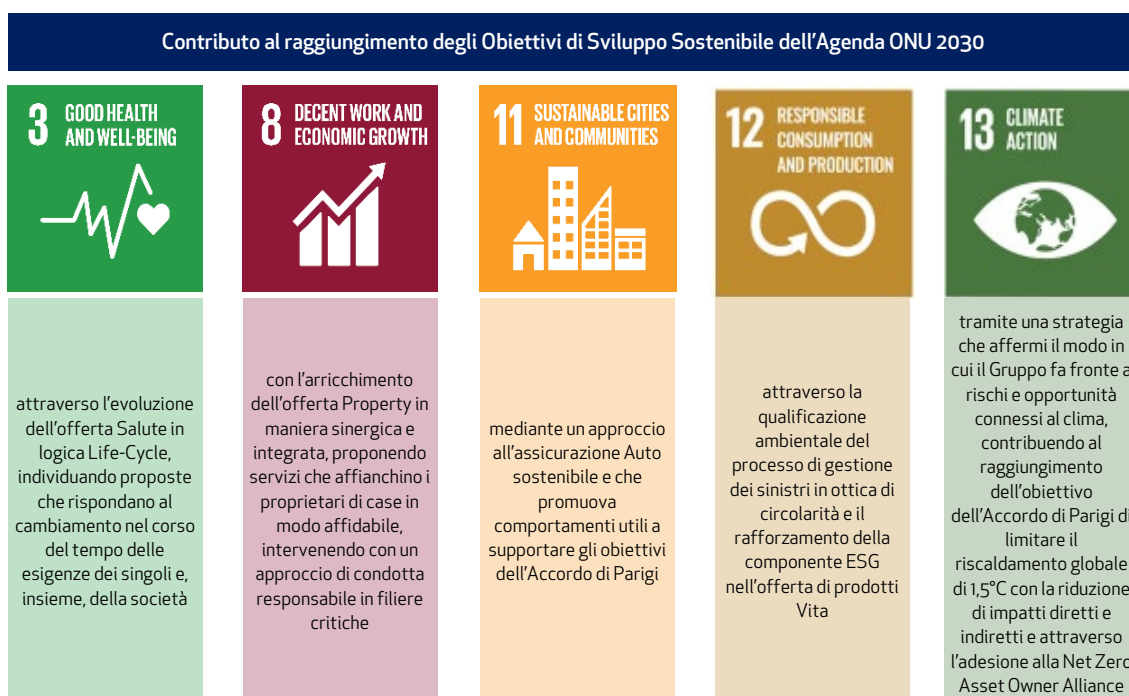 Contributo al raggiungimento degli Obiettivi di Sviluppo Sostenibile dell'Agenda ONU 2030
3 GOOD HEALTH
AND WELL-BEING
attraverso l'evoluzione
dell'offerta Salute in
logica Life-Cycle,
individuando proposte
che rispondano al
cambiamento nel corso
del tempo delle
esigenze dei singoli e,
insieme, della società
8 DECENT WORK AND
ECONOMIC GROWTH
con l'arricchimento
dell'offerta Property in
maniera sinergica e
integrata, proponendo
servizi che affianchino i
proprietari di case in
modo affidabile,
intervenendo con un
approccio di condotta
responsabile in filiere
critiche
11 SUSTAINABLE CITIES
AND COMMUNITIES
mediante un approccio
all'assicurazione Auto
sostenibile e che
promuova
comportamenti utili a
supportare gli obiettivi
dell'Accordo di Parigi
12 RESPONSIBLE
CONSUMPTION
AND PRODUCTION
attraverso la
qualificazione
ambientale del
processo di gestione
dei sinistri in ottica di
circolarità e il
rafforzamento della
componente ESG
nell'offerta di prodotti
Vita
13 CLIMATE
ACTION
tramite una strategia
che affermi il modo in
cui il Gruppo fa fronte a
rischi e opportunità
connessi al clima,
contribuendo al
raggiungimento
dell'obiettivo
dell'Accordo di Parigi di
limitare il
riscaldamento globale
di 1,5°C con la riduzione
di impatti diretti e
indiretti e attraverso
l'adesione alla Net Zero
Asset Owner Alliance